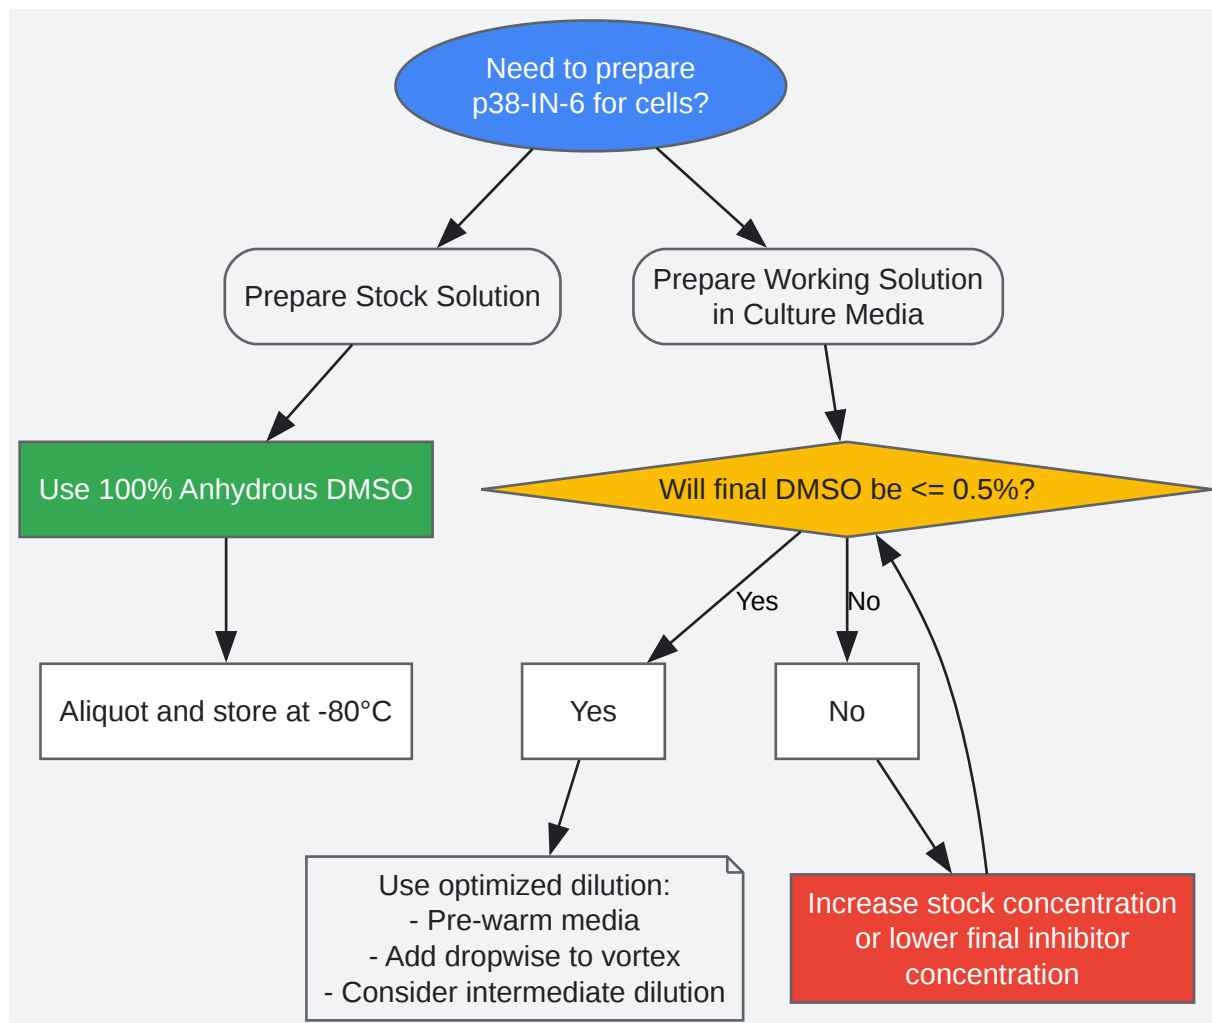 Need to prepare
p38-IN-6 for cells?
Prepare Stock Solution
Prepare Working Solution
in Culture Media
Use 100% Anhydrous DMSO
Will final DMSO be <= 0.5%?
Yes
No
Aliquot and store at -80°C
Yes
No
Use optimized dilution:
- Pre-warm media
- Add dropwise to vortex
- Consider intermediate dilution
Increase stock concentration
or lower final inhibitor
concentration